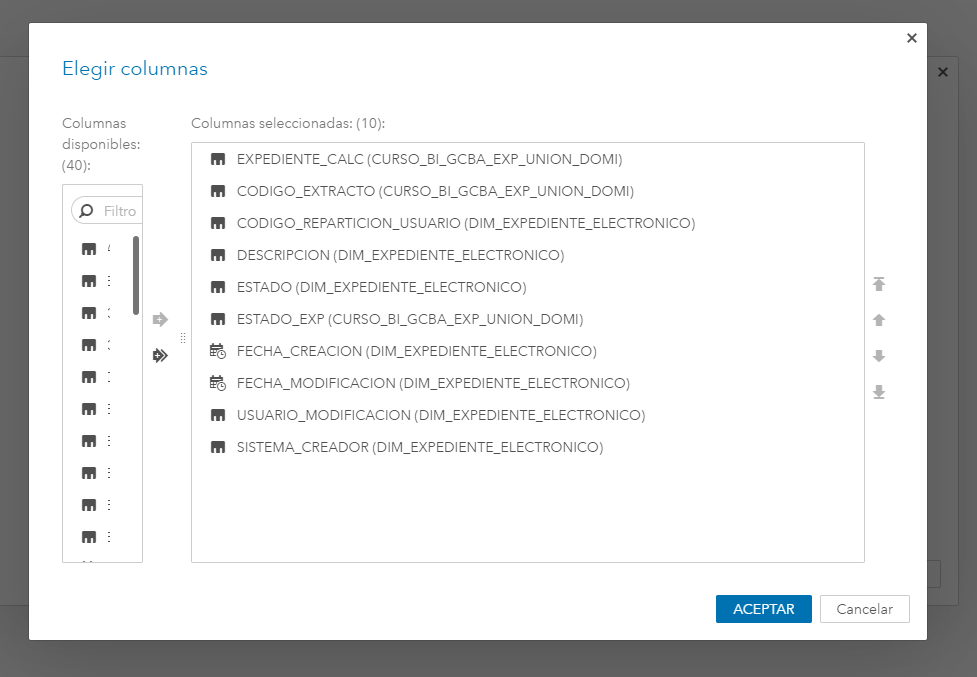 Elegir columnas
Columnas
disponibles:
(40):
Filtro
Columnas seleccionadas: (10):
EXPEDIENTE_CALC (CURSO_BI_GCBA_EXP_UNION_DOMI)
CODIGO_EXTRACTO (CURSO_BI_GCBA_EXP_UNION_DOMI)
CODIGO_REPARTICION_USUARIO (DIM_EXPEDIENTE_ELECTRONICO)
DESCRIPCION (DIM_EXPEDIENTE_ELECTRONICO)
ESTADO (DIM_EXPEDIENTE_ELECTRONICO)
ESTADO_EXP (CURSO_BI_GCBA_EXP_UNION_DOMI)
FECHA_CREACION (DIM_EXPEDIENTE_ELECTRONICO)
FECHA_MODIFICACION (DIM_EXPEDIENTE_ELECTRONICO)
USUARIO_MODIFICACION (DIM_EXPEDIENTE_ELECTRONICO)
SISTEMA_CREADOR (DIM_EXPEDIENTE_ELECTRONICO)
ACEPTAR
Cancelar